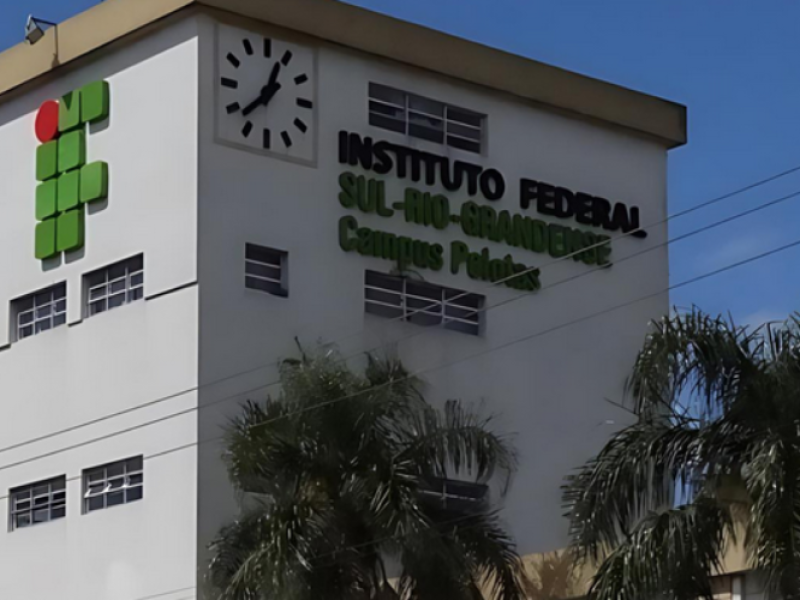 INSTITUTO FEDERAL
SUL-RIO-GRANDENSE
Campus Pelotas